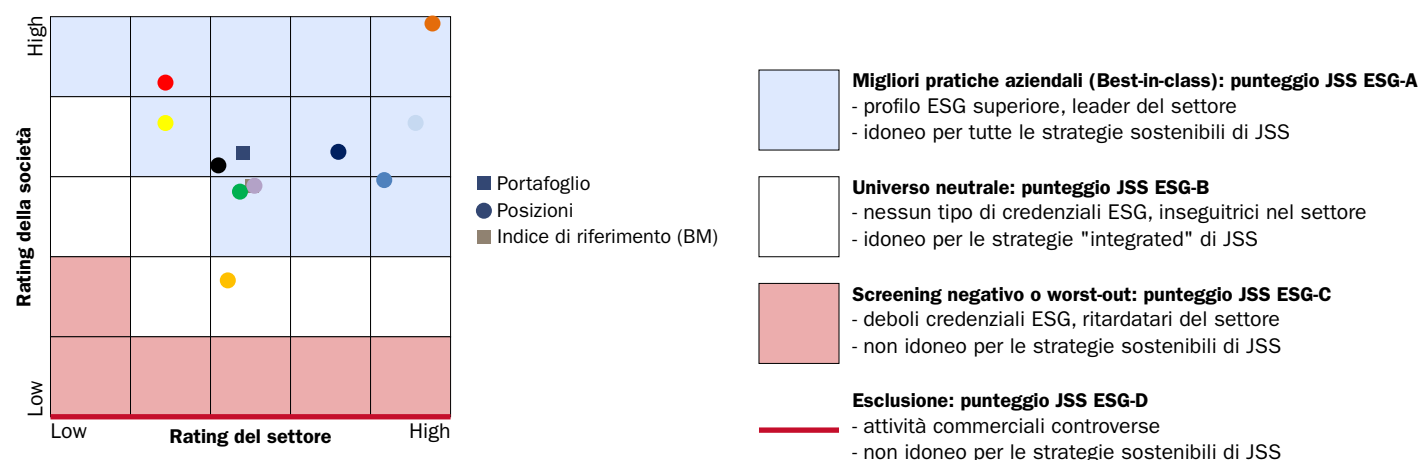 High
Rating della società
Low
Low
Rating del settore
High
Portafoglio
Posizioni
Indice di riferimento (BM)
Migliori pratiche aziendali (Best-in-class): punteggio JSS ESG-A
- profilo ESG superiore, leader del settore
- idoneo per tutte le strategie sostenibili di JSS
Universo neutrale: punteggio JSS ESG-B
- nessun tipo di credenziali ESG, inseguitrici nel settore
- idoneo per le strategie "integrated" di JSS
Screening negativo o worst-out: punteggio JSS ESG-C
- deboli credenziali ESG, ritardatari del settore
- non idoneo per le strategie sostenibili di JSS
Esclusione: punteggio JSS ESG-D
- attività commerciali controverse
- non idoneo per le strategie sostenibili di JSS